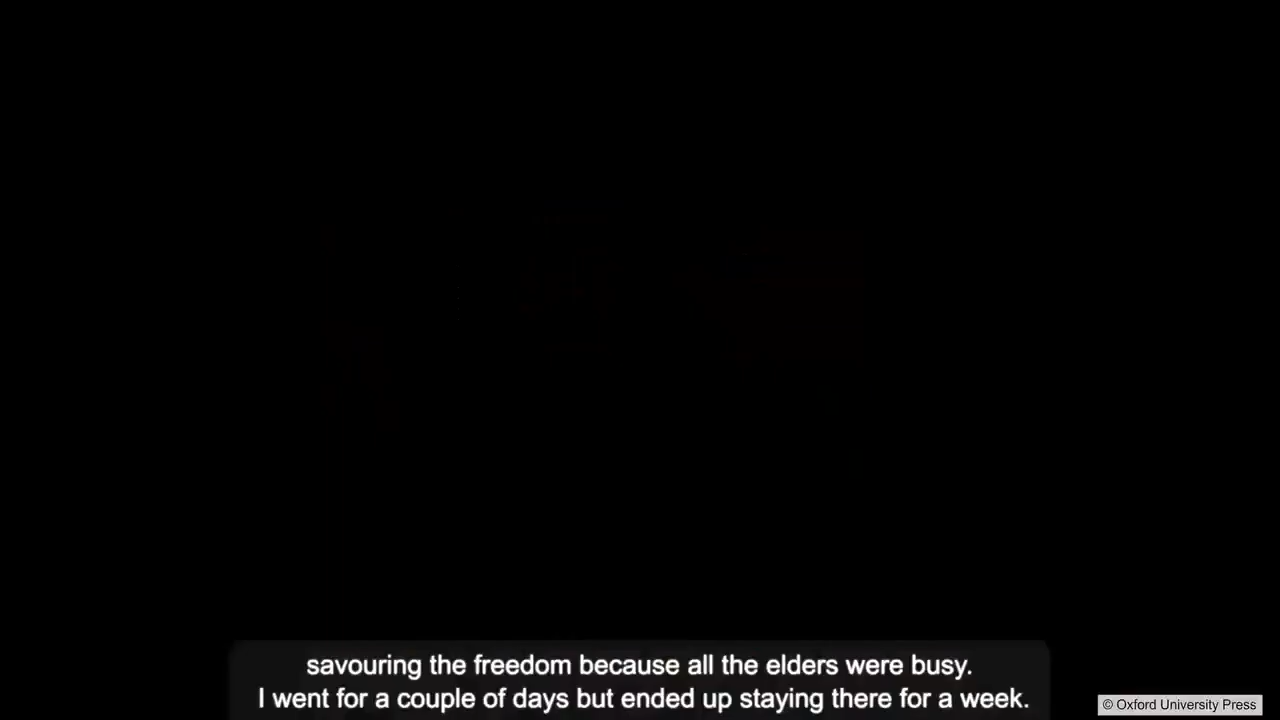 savouring the freedom because all the elders were busy.
I went for a couple of days but ended up staying there for a week.
© Oxford University Press